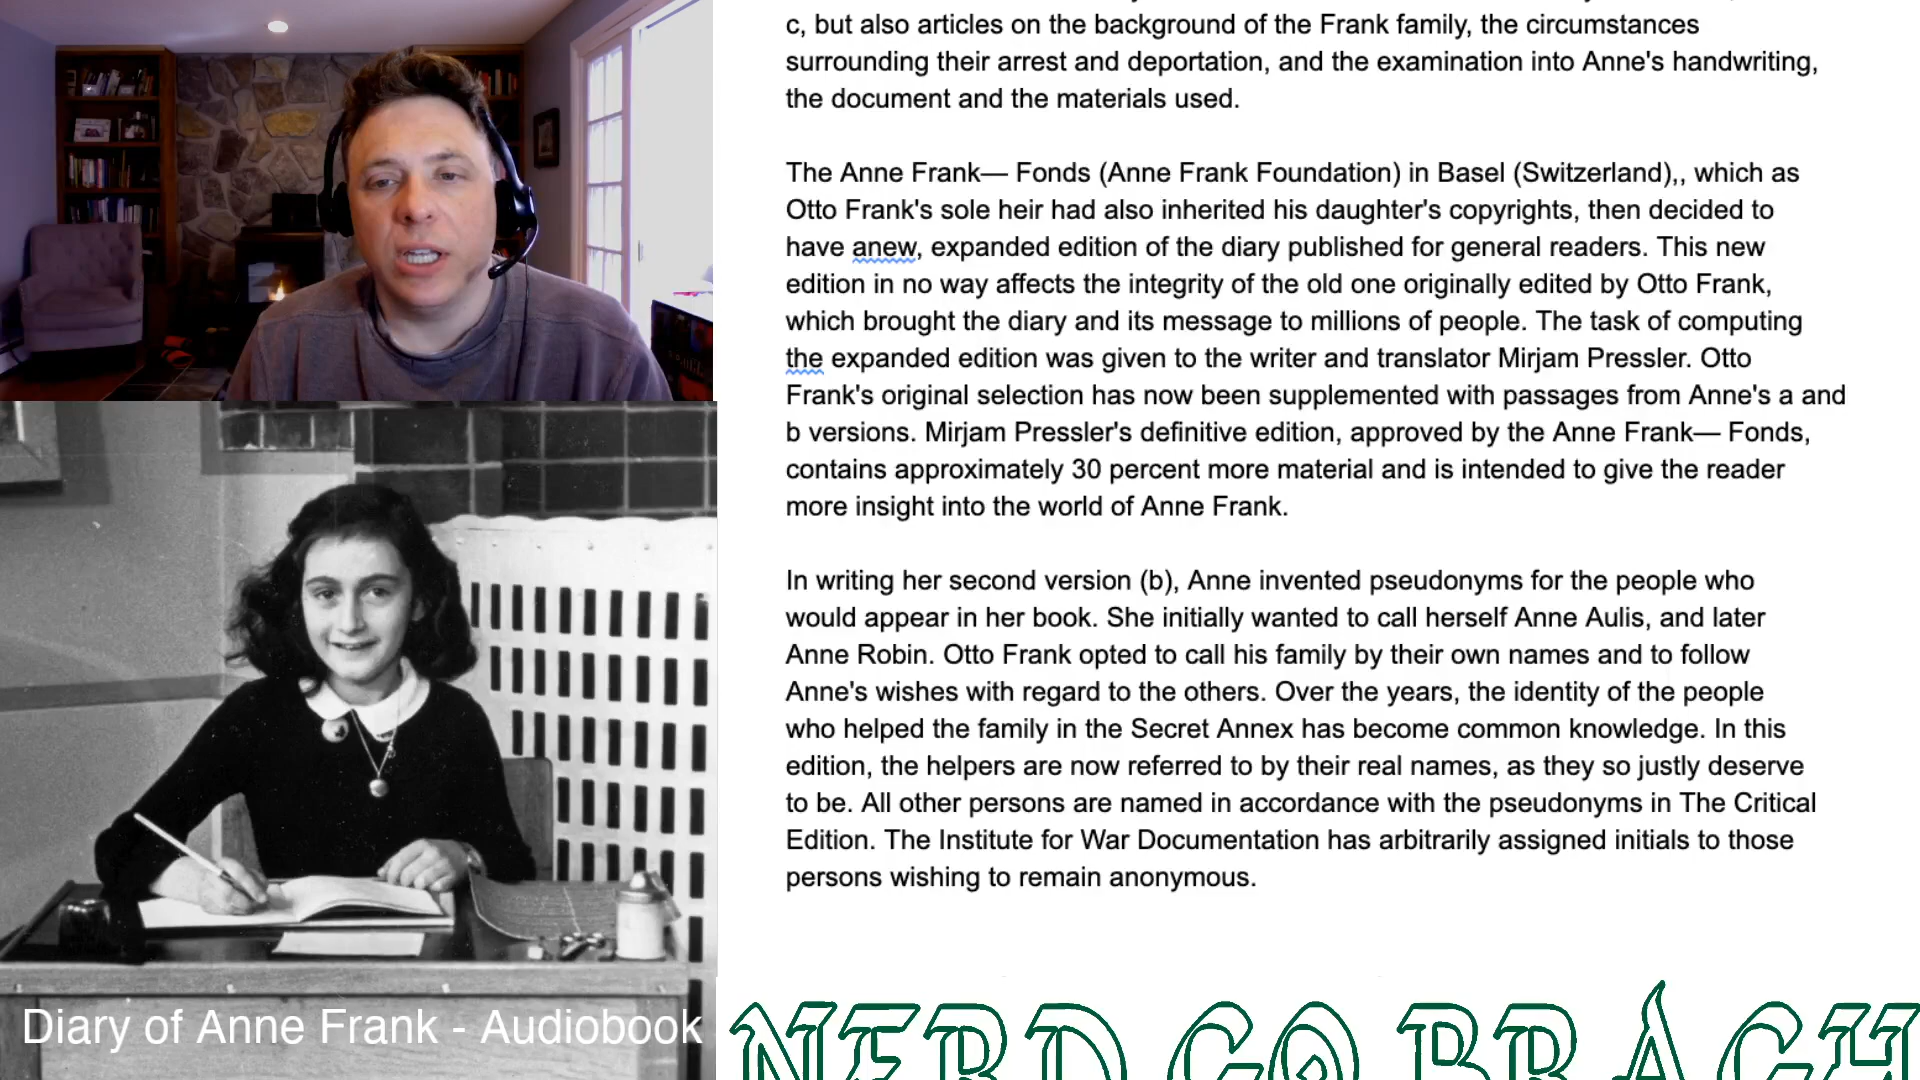 c, but also articles on the background of the Frank family, the circumstances
surrounding their arrest and deportation, and the examination into Anne's handwriting,
the document and the materials used.
The Anne Frank— Fonds (Anne Frank Foundation) in Basel (Switzerland),, which as
Otto Frank's sole heir had also inherited his daughter's copyrights, then decided to
have anew, expanded edition of the diary published for general readers. This new
edition in no way affects the integrity of the old one originally edited by Otto Frank,
which brought the diary and its message to millions of people. The task of computing
the expanded edition was given to the writer and translator Mirjam Pressler. Otto
Frank's original selection has now been supplemented with passages from Anne's a and
b versions. Mirjam Pressler's definitive edition, approved by the Anne Frank— Fonds,
contains approximately 30 percent more material and is intended to give the reader
more insight into the world of Anne Frank.
In writing her second version (b), Anne invented pseudonyms for the people who
would appear in her book. She initially wanted to call herself Anne Aulis, and later
Anne Robin. Otto Frank opted to call his family by their own names and to follow
Anne's wishes with regard to the others. Over the years, the identity of the people
who helped the family in the Secret Annex has become common knowledge. In this
edition, the helpers are now referred to by their real names, as they so justly deserve
to be. All other persons are named in accordance with the pseudonyms in The Critical
Edition. The Institute for War Documentation has arbitrarily assigned initials to those
persons wishing to remain anonymous.
Diary of Anne Frank - Audiobook
NERD GO BRAGH